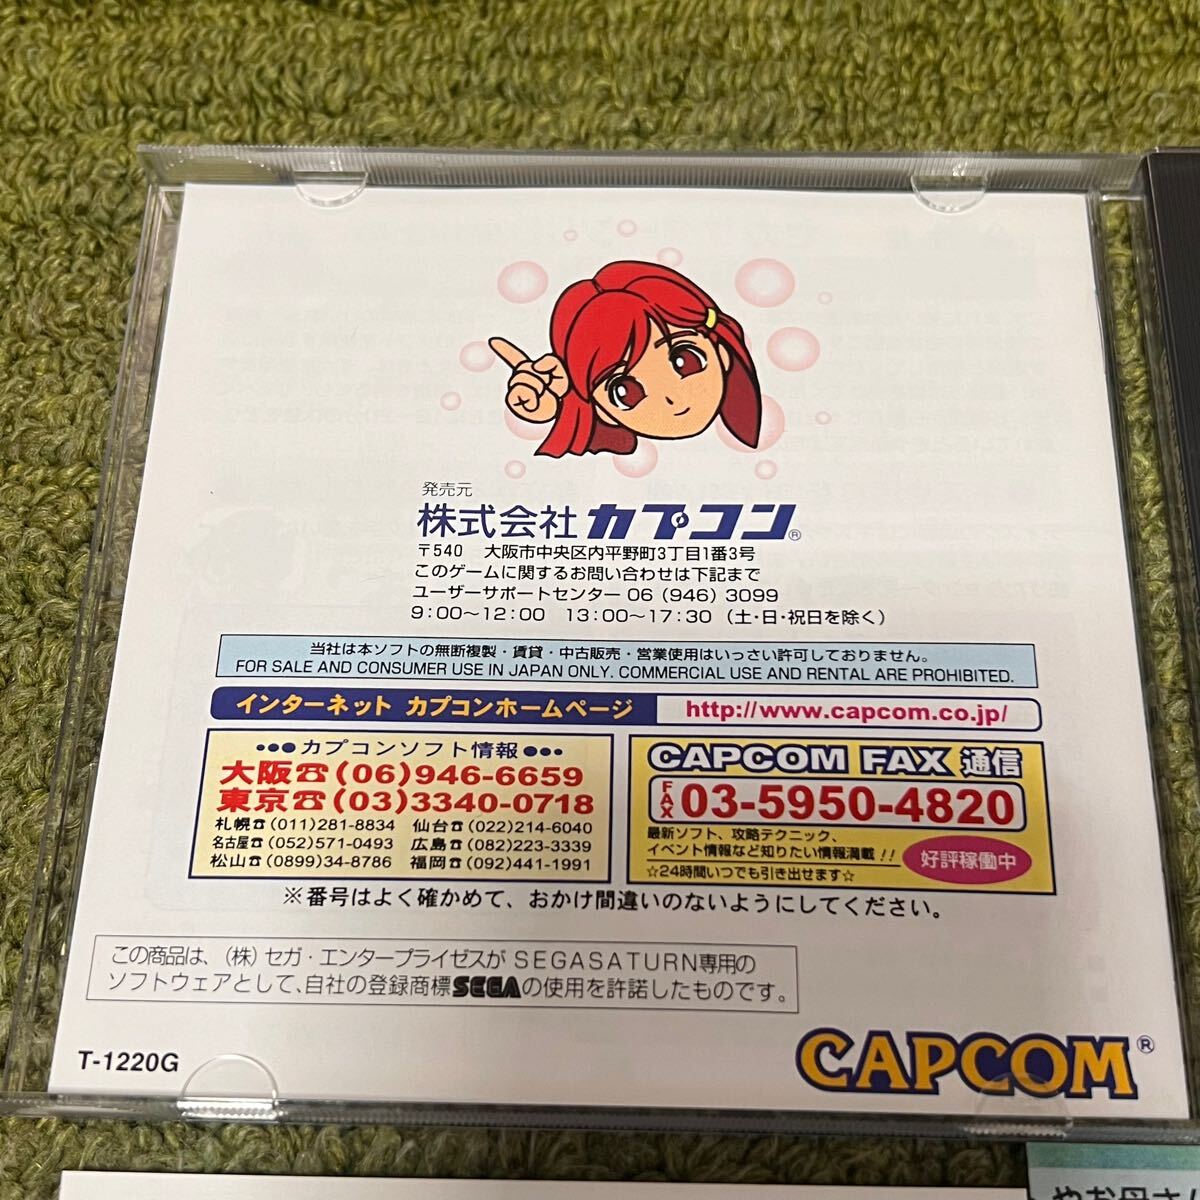 発売元
株式会社カプコン®
〒540 大阪市中央区内平野町3丁目1番3号
このゲームに関するお問い合わせは下記まで
ユーザーサポートセンター 06 (946) 3099
9:00〜12:00 13:00〜17:30 (土・日・祝日を除く)
当社は本ソフトの無断複製・賃貸・中古販売・営業使用はいっさい許可しておりません。
FOR SALE AND CONSUMER USE IN JAPAN ONLY. COMMERCIAL USE AND RENTAL ARE PROHIBITED.
インターネット カプコンホームページ http://www.capcom.co.jp/
●●●カプコンソフト情報●●●
大阪☎(06)946-6659
東京☎(03)3340-0718
札幌☎(011)281-8834 仙台☎(022)214-6040
名古屋☎(052)571-0493 広島☎(082)223-3339
松山☎(0899)34-8786 福岡☎(092)441-1991
CAPCOM FAX 通信
FAX 03-5950-4820
最新ソフト、攻略テクニック、
イベント情報など知りたい情報満載!!
☆24時間いつでも引き出せます☆
好評稼働中
※番号はよく確かめて、おかけ間違いのないようにしてください。
この商品は、(株)セガ・エンタープライゼスがSEGASATURN専用の
ソフトウェアとして、自社の登録商標SEGAの使用を許諾したものです。
T-1220G
CAPCOM®